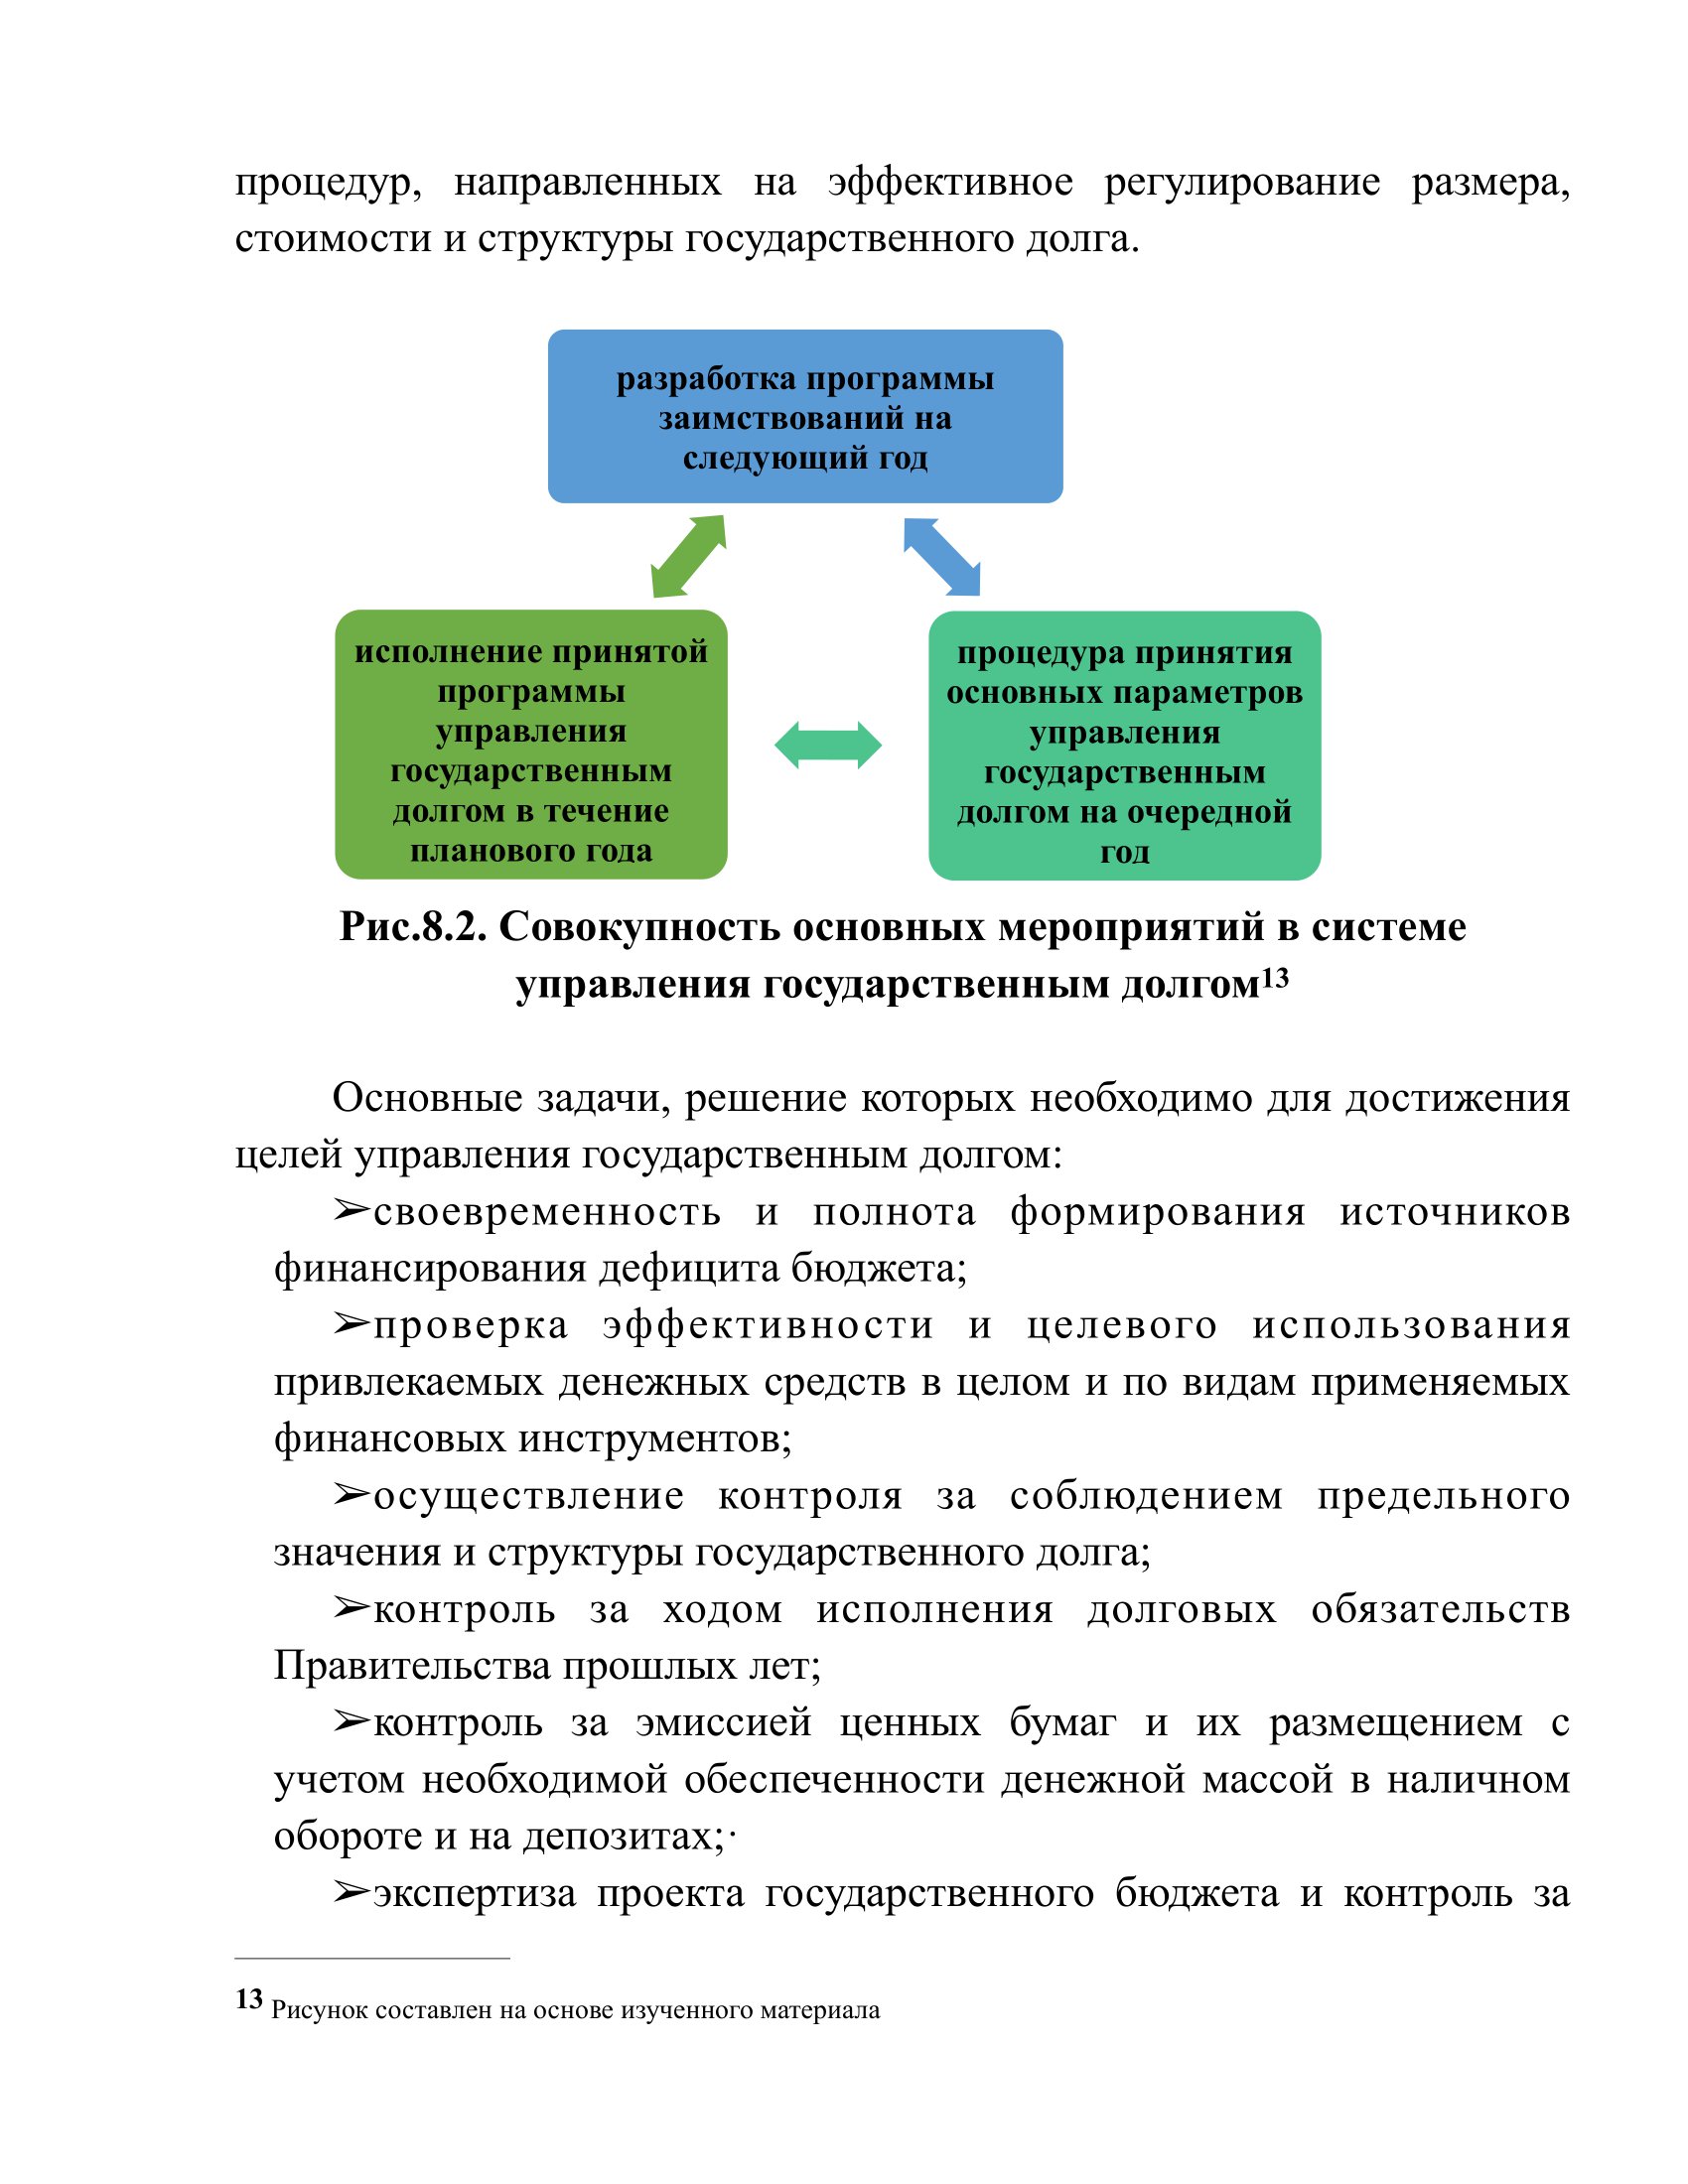 процедур, направленных на эффективное регулирование размера,
стоимости и структуры государственного долга.
разработка программы
заимствований на
следующий год
исполнение принятой
программы
управления
государственным
долгом в течение
планового года
процедура принятия
основных параметров
управления
государственным
долгом на очередной
год
Рис.8.2. Совокупность основных мероприятий в системе
управления государственным долгом13
Основные задачи, решение которых необходимо для достижения
целей управления государственным долгом:
➢своевременность и полнота формирования источников
финансирования дефицита бюджета;
➢проверка эффективности и целевого использования
привлекаемых денежных средств в целом и по видам применяемых
финансовых инструментов;
➢осуществление контроля за соблюдением предельного
значения и структуры государственного долга;
➢контроль за ходом исполнения долговых обязательств
Правительства прошлых лет;
➢контроль за эмиссией ценных бумаг и их размещением с
учетом необходимой обеспеченности денежной массой в наличном
обороте и на депозитах;·
➢экспертиза проекта государственного бюджета и контроль за
13 Рисунок составлен на основе изученного материала